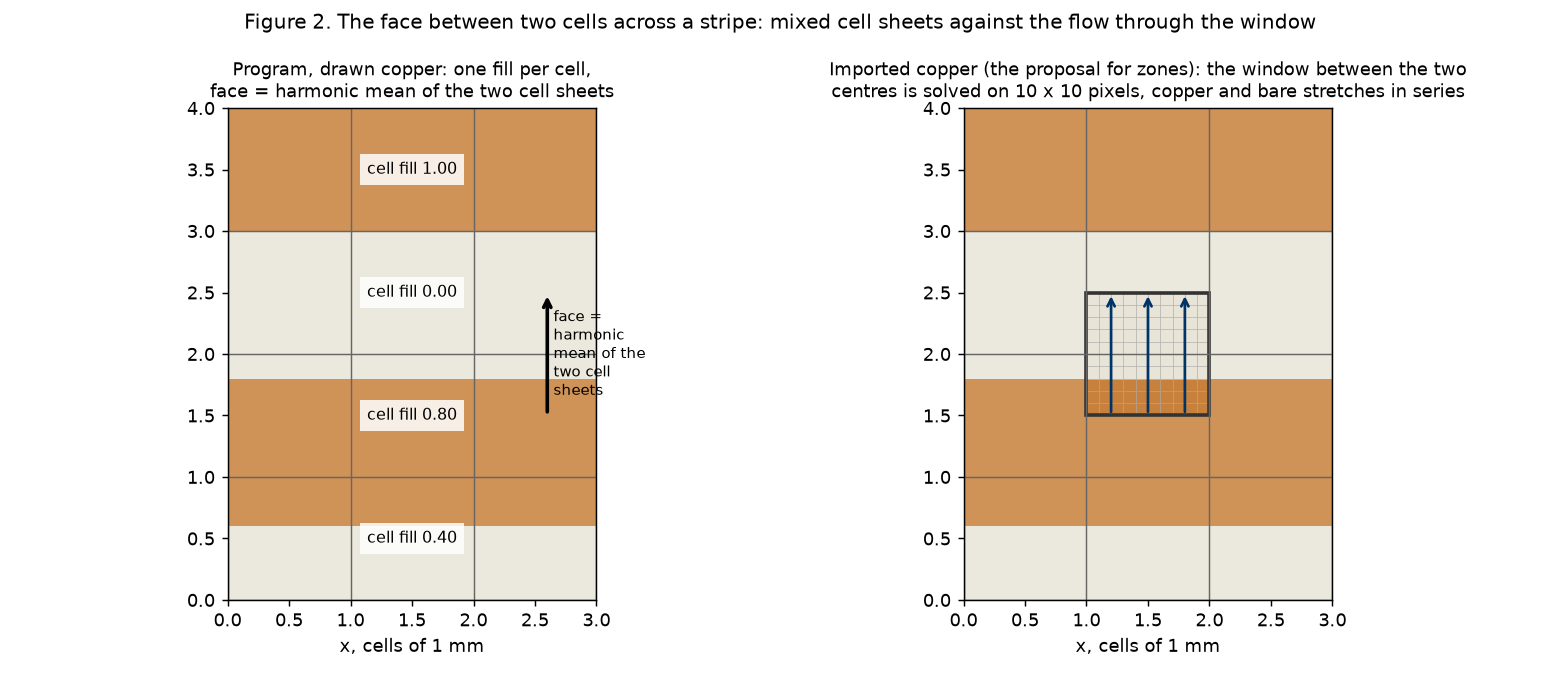 Figure 2. The face between two cells across a stripe: mixed cell sheets against the flow through the window
Program, drawn copper: one fill per cell,
face = harmonic mean of the two cell sheets
4.0
3.5
3.0
2.5
2.0
1.5
1.0
0.5
0.0
cell fill 1.00
cell fill 0.00
face =
harmonic
mean of the
two cell
sheets
cell fill 0.80
cell fill 0.40
0.0 0.5 1.0 1.5 2.0 2.5 3.0
x, cells of 1 mm
Imported copper (the proposal for zones): the window between the two
centres is solved on 10 x 10 pixels, copper and bare stretches in series
4.0
3.5
3.0
2.5
2.0
1.5
1.0
0.5
0.0
0.0 0.5 1.0 1.5 2.0 2.5 3.0
x, cells of 1 mm